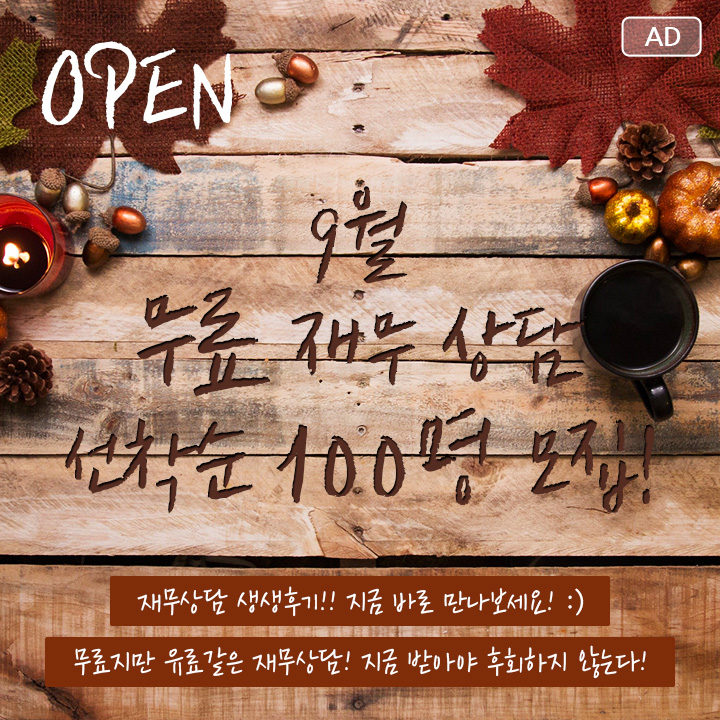 AD
OPEN
9월
무료 재무 상담
선착순 100명 모집!
재무상담 생생후기!! 지금 바로 만나보세요! :)
무료지만 유료같은 재무상담! 지금 받아야 후회하지 않는다!